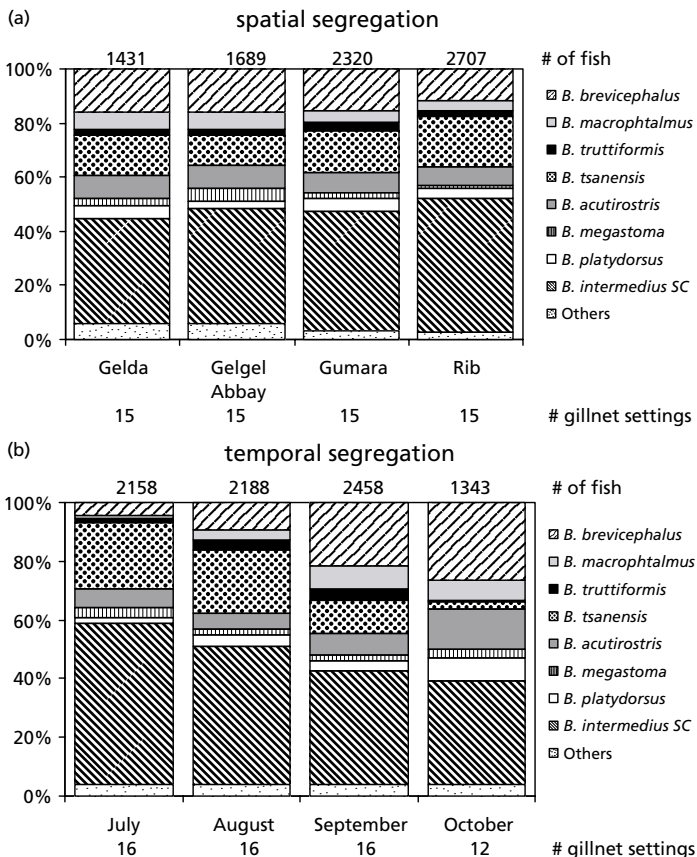 (a) spatial segregation
1431 1689 2320 2707 # of fish
100%
80%
60%
40%
20%
0%
B. brevicephalus
B. macrophtalmus
B. truttiformis
B. tsanensis
B. acutirostris
B. megastoma
B. platydorsus
B. intermedius SC
Others
Gelda Gelgel Gumara Rib
Abbay
15 15 15 15 # gillnet settings
(b) temporal segregation
2158 2188 2458 1343 # of fish
100%
80%
60%
40%
20%
0%
B. brevicephalus
B. macrophtalmus
B. truttiformis
B. tsanensis
B. acutirostris
B. megastoma
B. platydorsus
B. intermedius SC
Others
July August September October
16 16 16 12 # gillnet settings